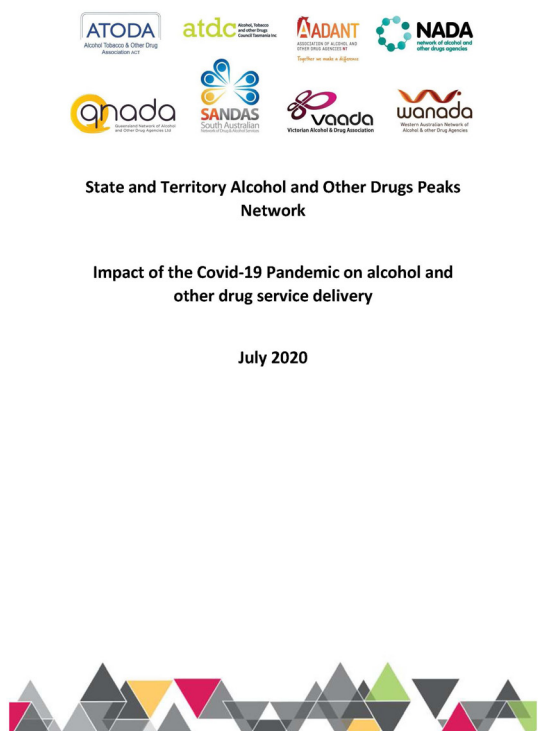 ATODA
Alcohol Tobacco & Other Drug
Association ACT
atdc
Alcohol, Tobacco
and other Drugs
Council Tasmania Inc
AADANT
ASSOCIATION OF ALCOHOL AND
OTHER DRUG AGENCIES NT
Together we make a difference
NADA
network of alcohol and
other drugs agencies
qnada
Queensland Network of Alcohol
and Other Drug Agencies Ltd
SANDAS
South Australian
Network of Drug & Alcohol Services
vaada
Victorian Alcohol & Drug Association
wanada
Western Australian Network of
Alcohol & other Drug Agencies
State and Territory Alcohol and Other Drugs Peaks
Network
Impact of the Covid-19 Pandemic on alcohol and
other drug service delivery
July 2020